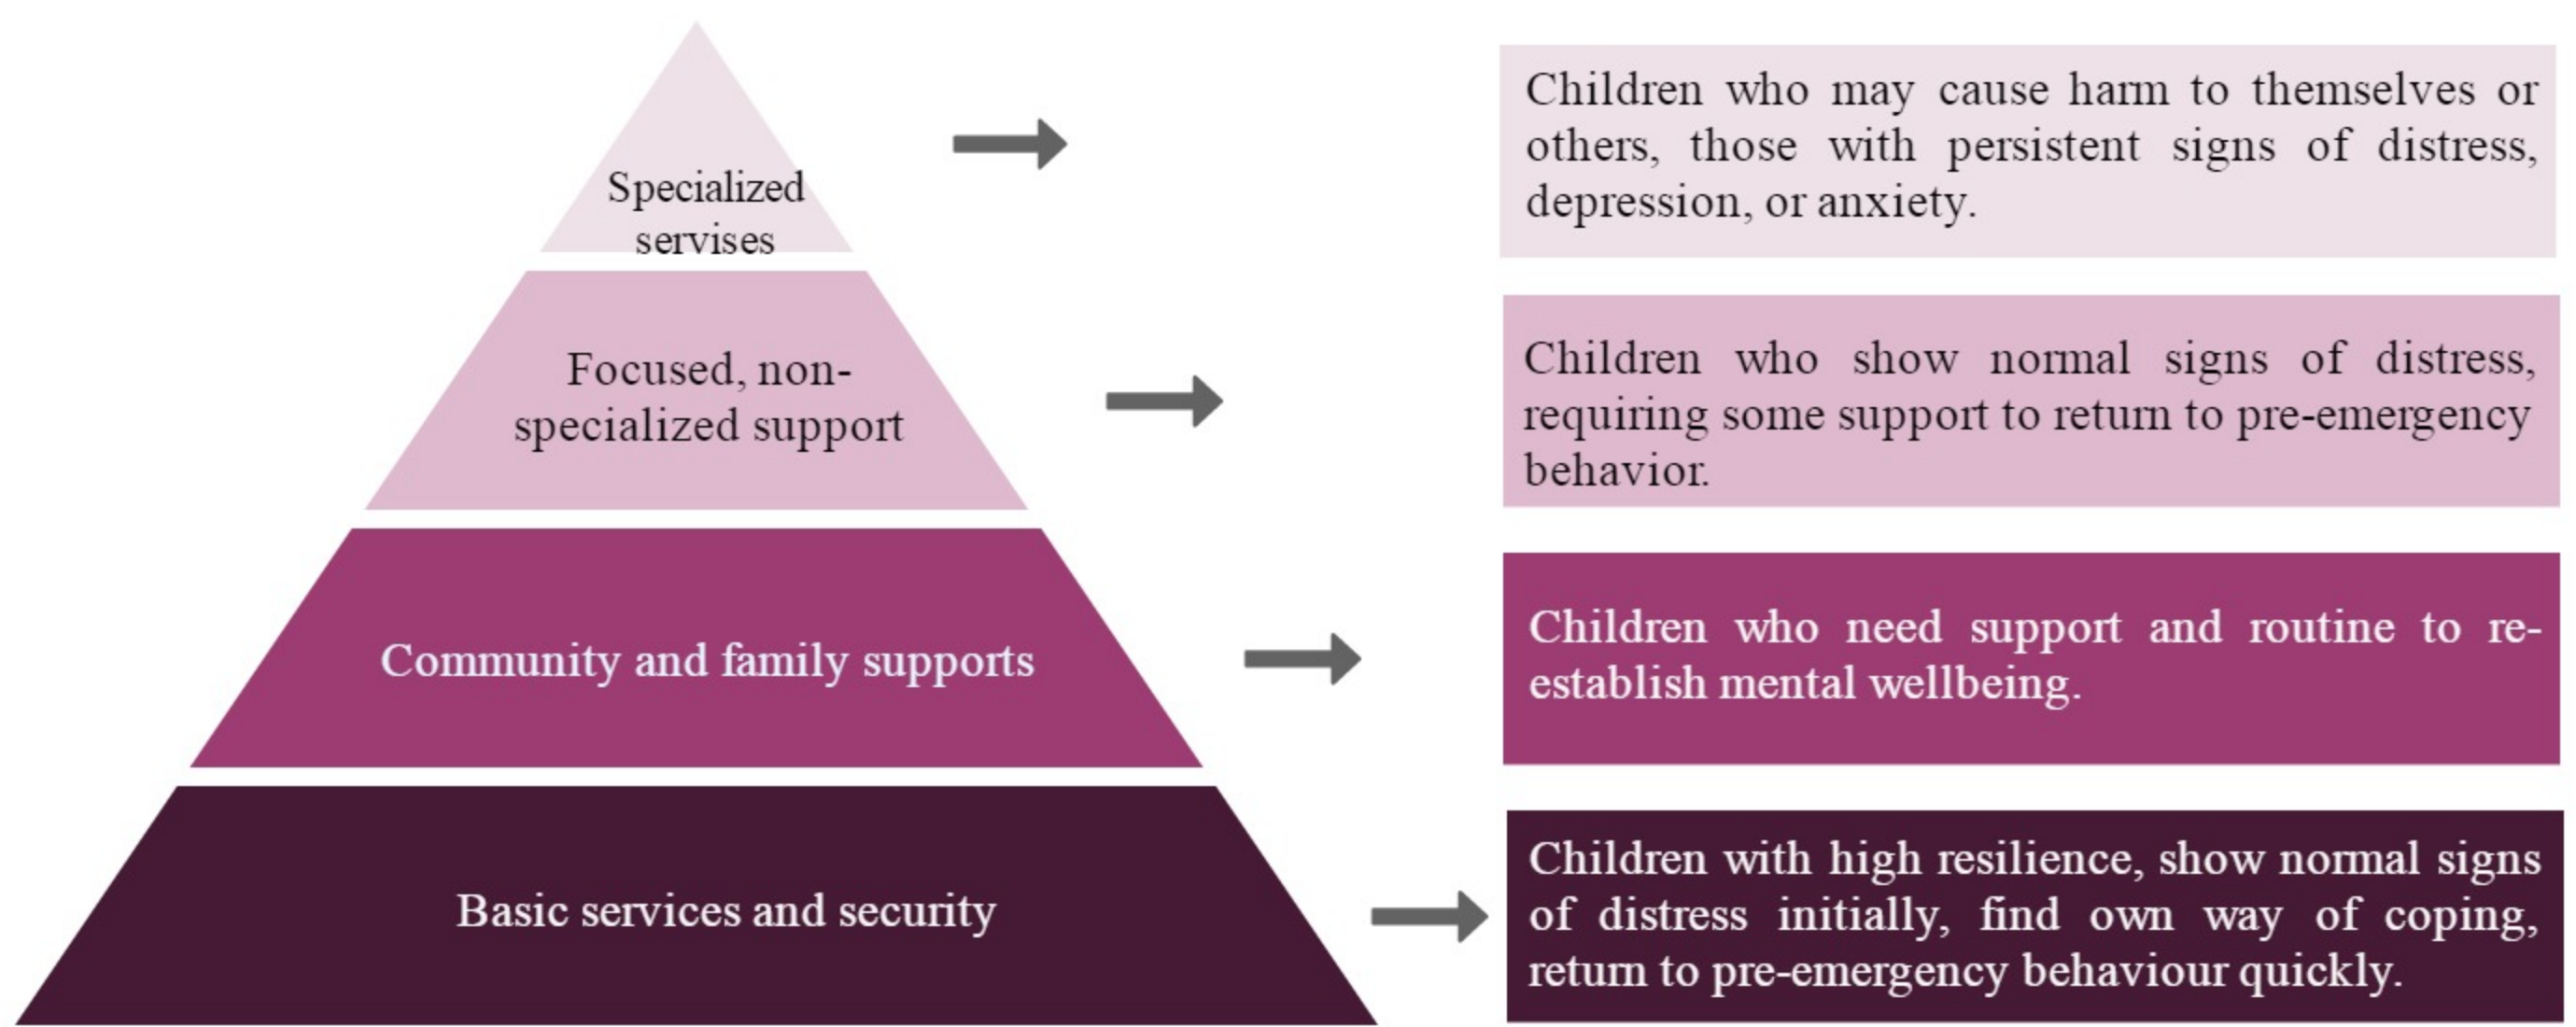 Specialized
servises
Children who may cause harm to themselves or
others, those with persistent signs of distress,
depression, or anxiety.
Focused, non-
specialized support
Children who show normal signs of distress,
requiring some support to return to pre-emergency
behavior.
Community and family supports
Children who need support and routine to re-
establish mental wellbeing.
Basic services and security
Children with high resilience, show normal signs
of distress initially, find own way of coping,
return to pre-emergency behaviour quickly.